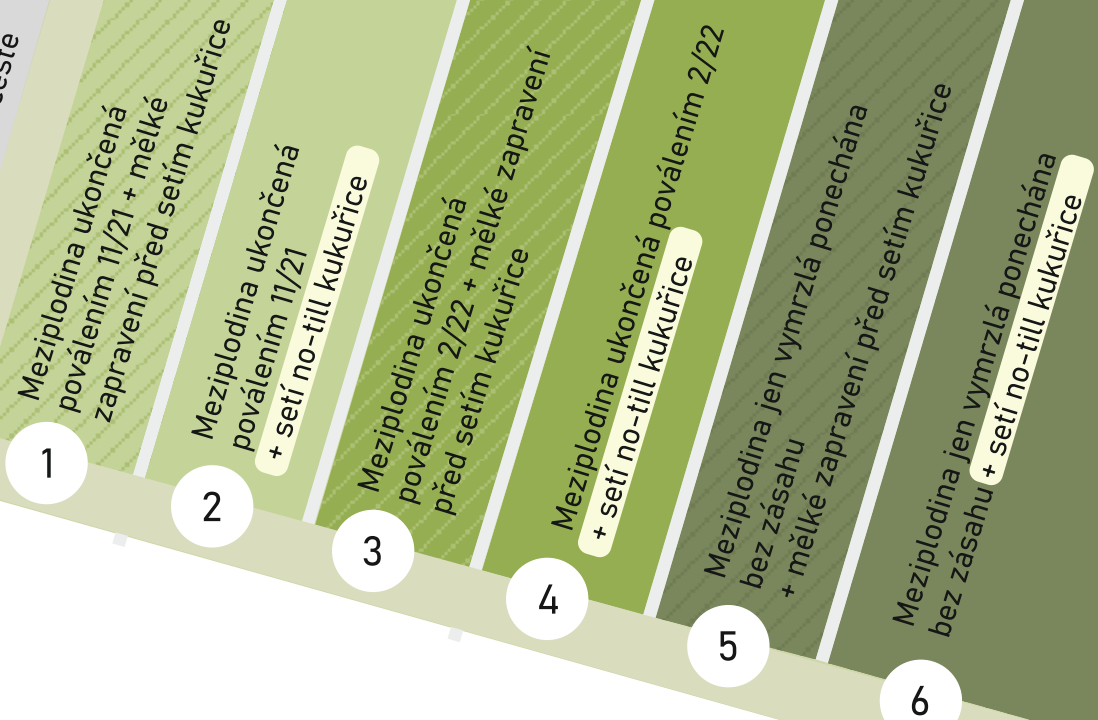 Meziplodina ukončená
poválením 11/21 + mělké
zapravení před setím kukuřice
1
Meziplodina ukončená
poválením 11/21
+ setí no-till kukuřice
2
Meziplodina ukončená
poválením 2/22 + mělké zapravení
před setím kukuřice
3
Meziplodina ukončená poválením 2/22
+ setí no-till kukuřice
4
Meziplodina jen vymrzlá ponechána
bez zásahu
+ mělké zapravení před setím kukuřice
5
Meziplodina jen vymrzlá ponechána
bez zásahu + setí no-till kukuřice
6